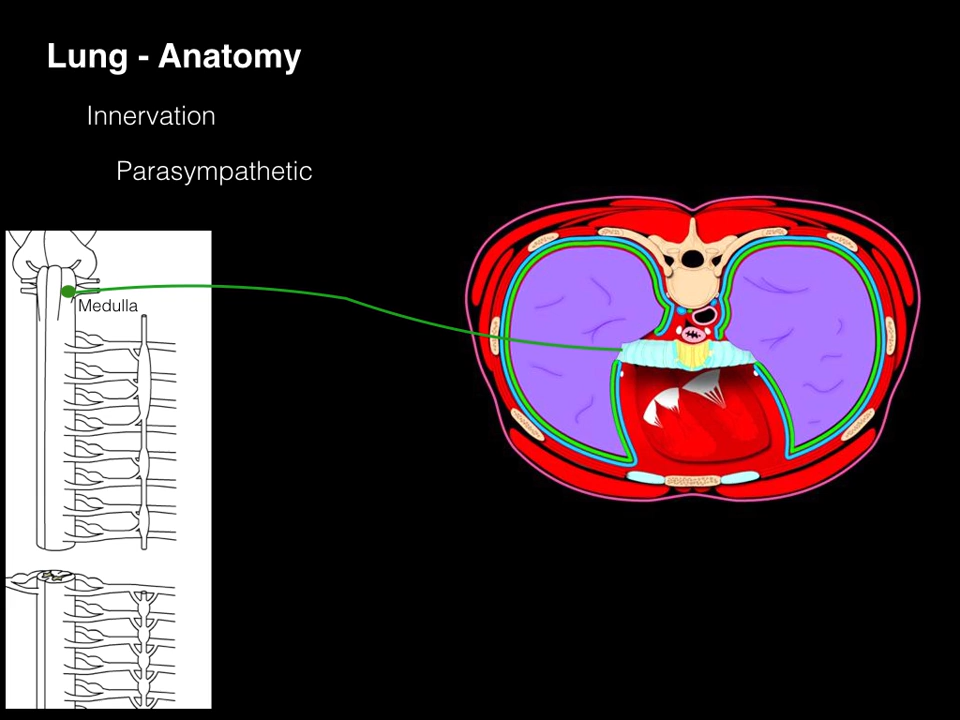 Lung - Anatomy
Innervation
Parasympathetic
Medulla